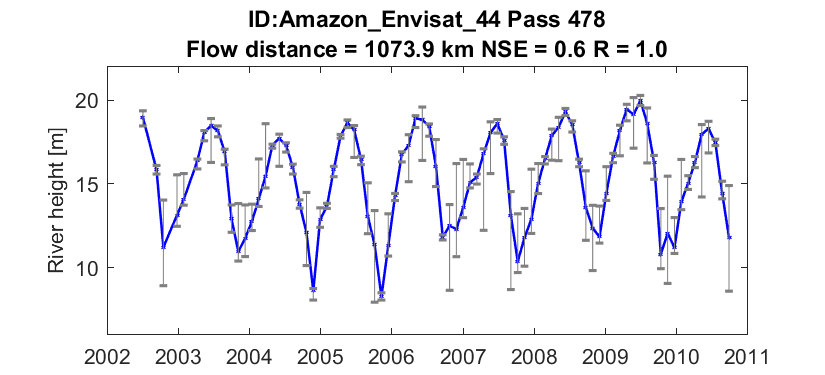 ID:Amazon_Envisat_44 Pass 478
Flow distance = 1073.9 km NSE = 0.6 R = 1.0
River height [m]
20
15
10
2002 2003 2004 2005 2006 2007 2008 2009 2010 2011